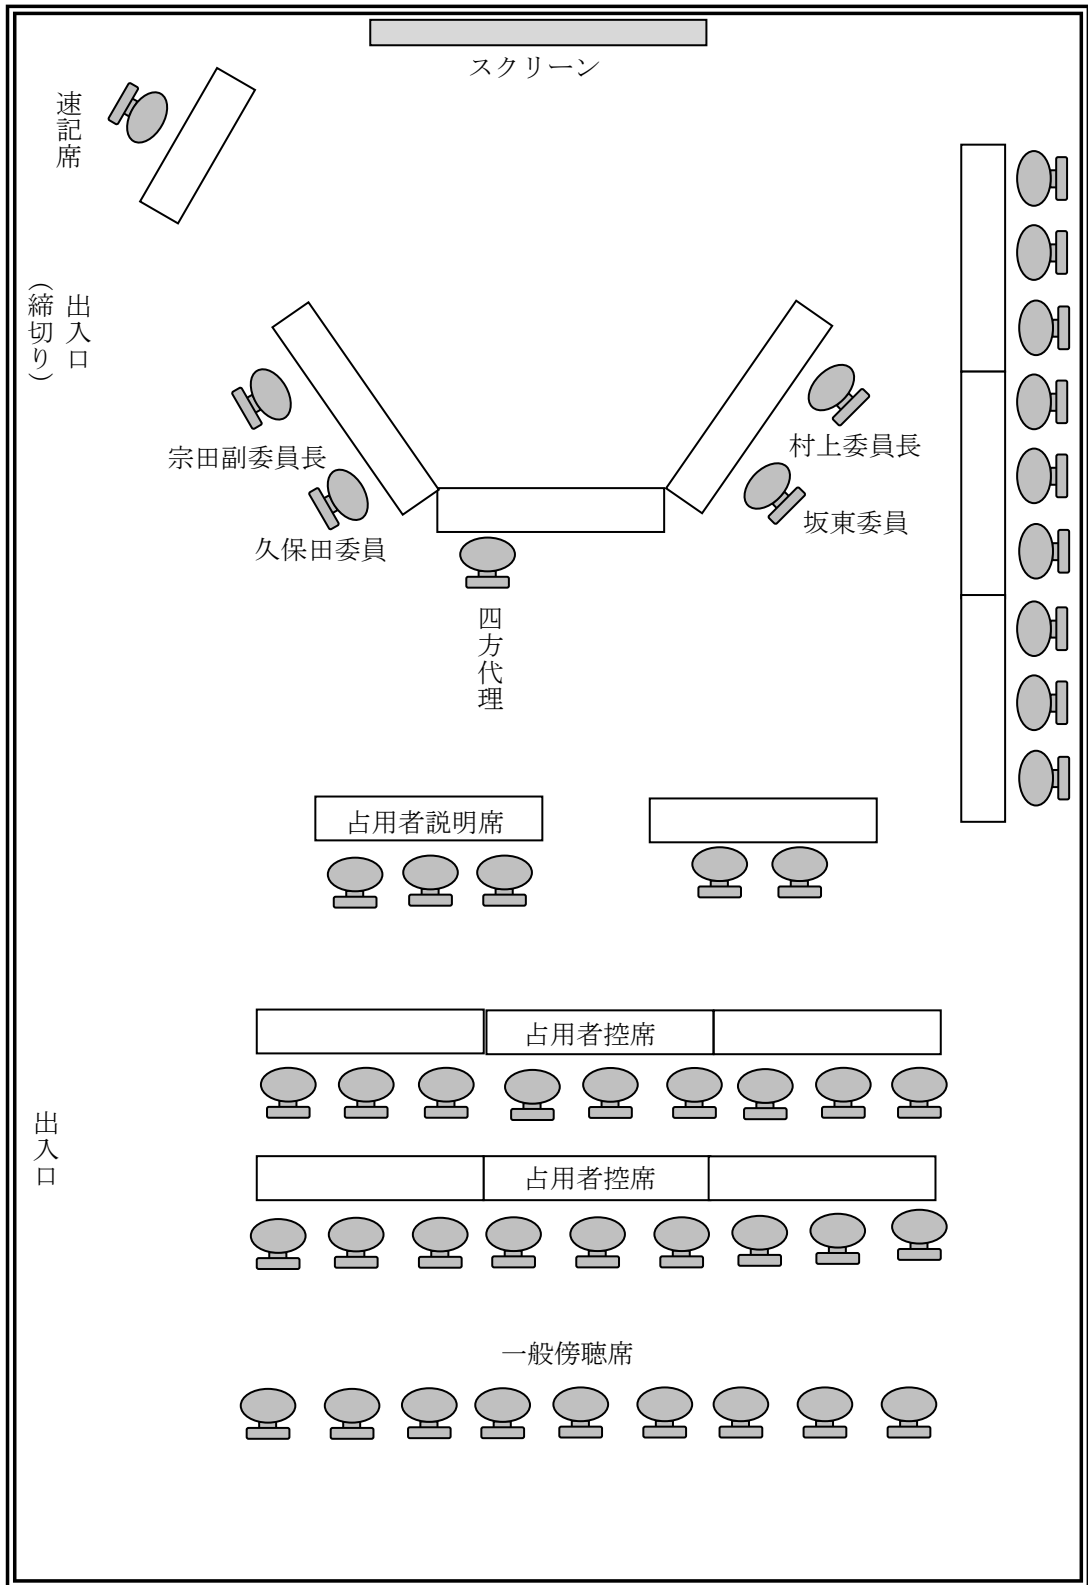 スクリーン
速記席
出入口
（締切り）
宗田副委員長
村上委員長
久保田委員
坂東委員
四方代理
占用者説明席
占用者控席
出入口
占用者控席
一般傍聴席